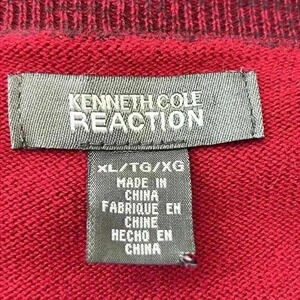 KENNETH COLE
REACTION
XL/TG/XG
MADE IN
CHINA
FABRIQUE EN
CHINE
HECHO EN
CHINA